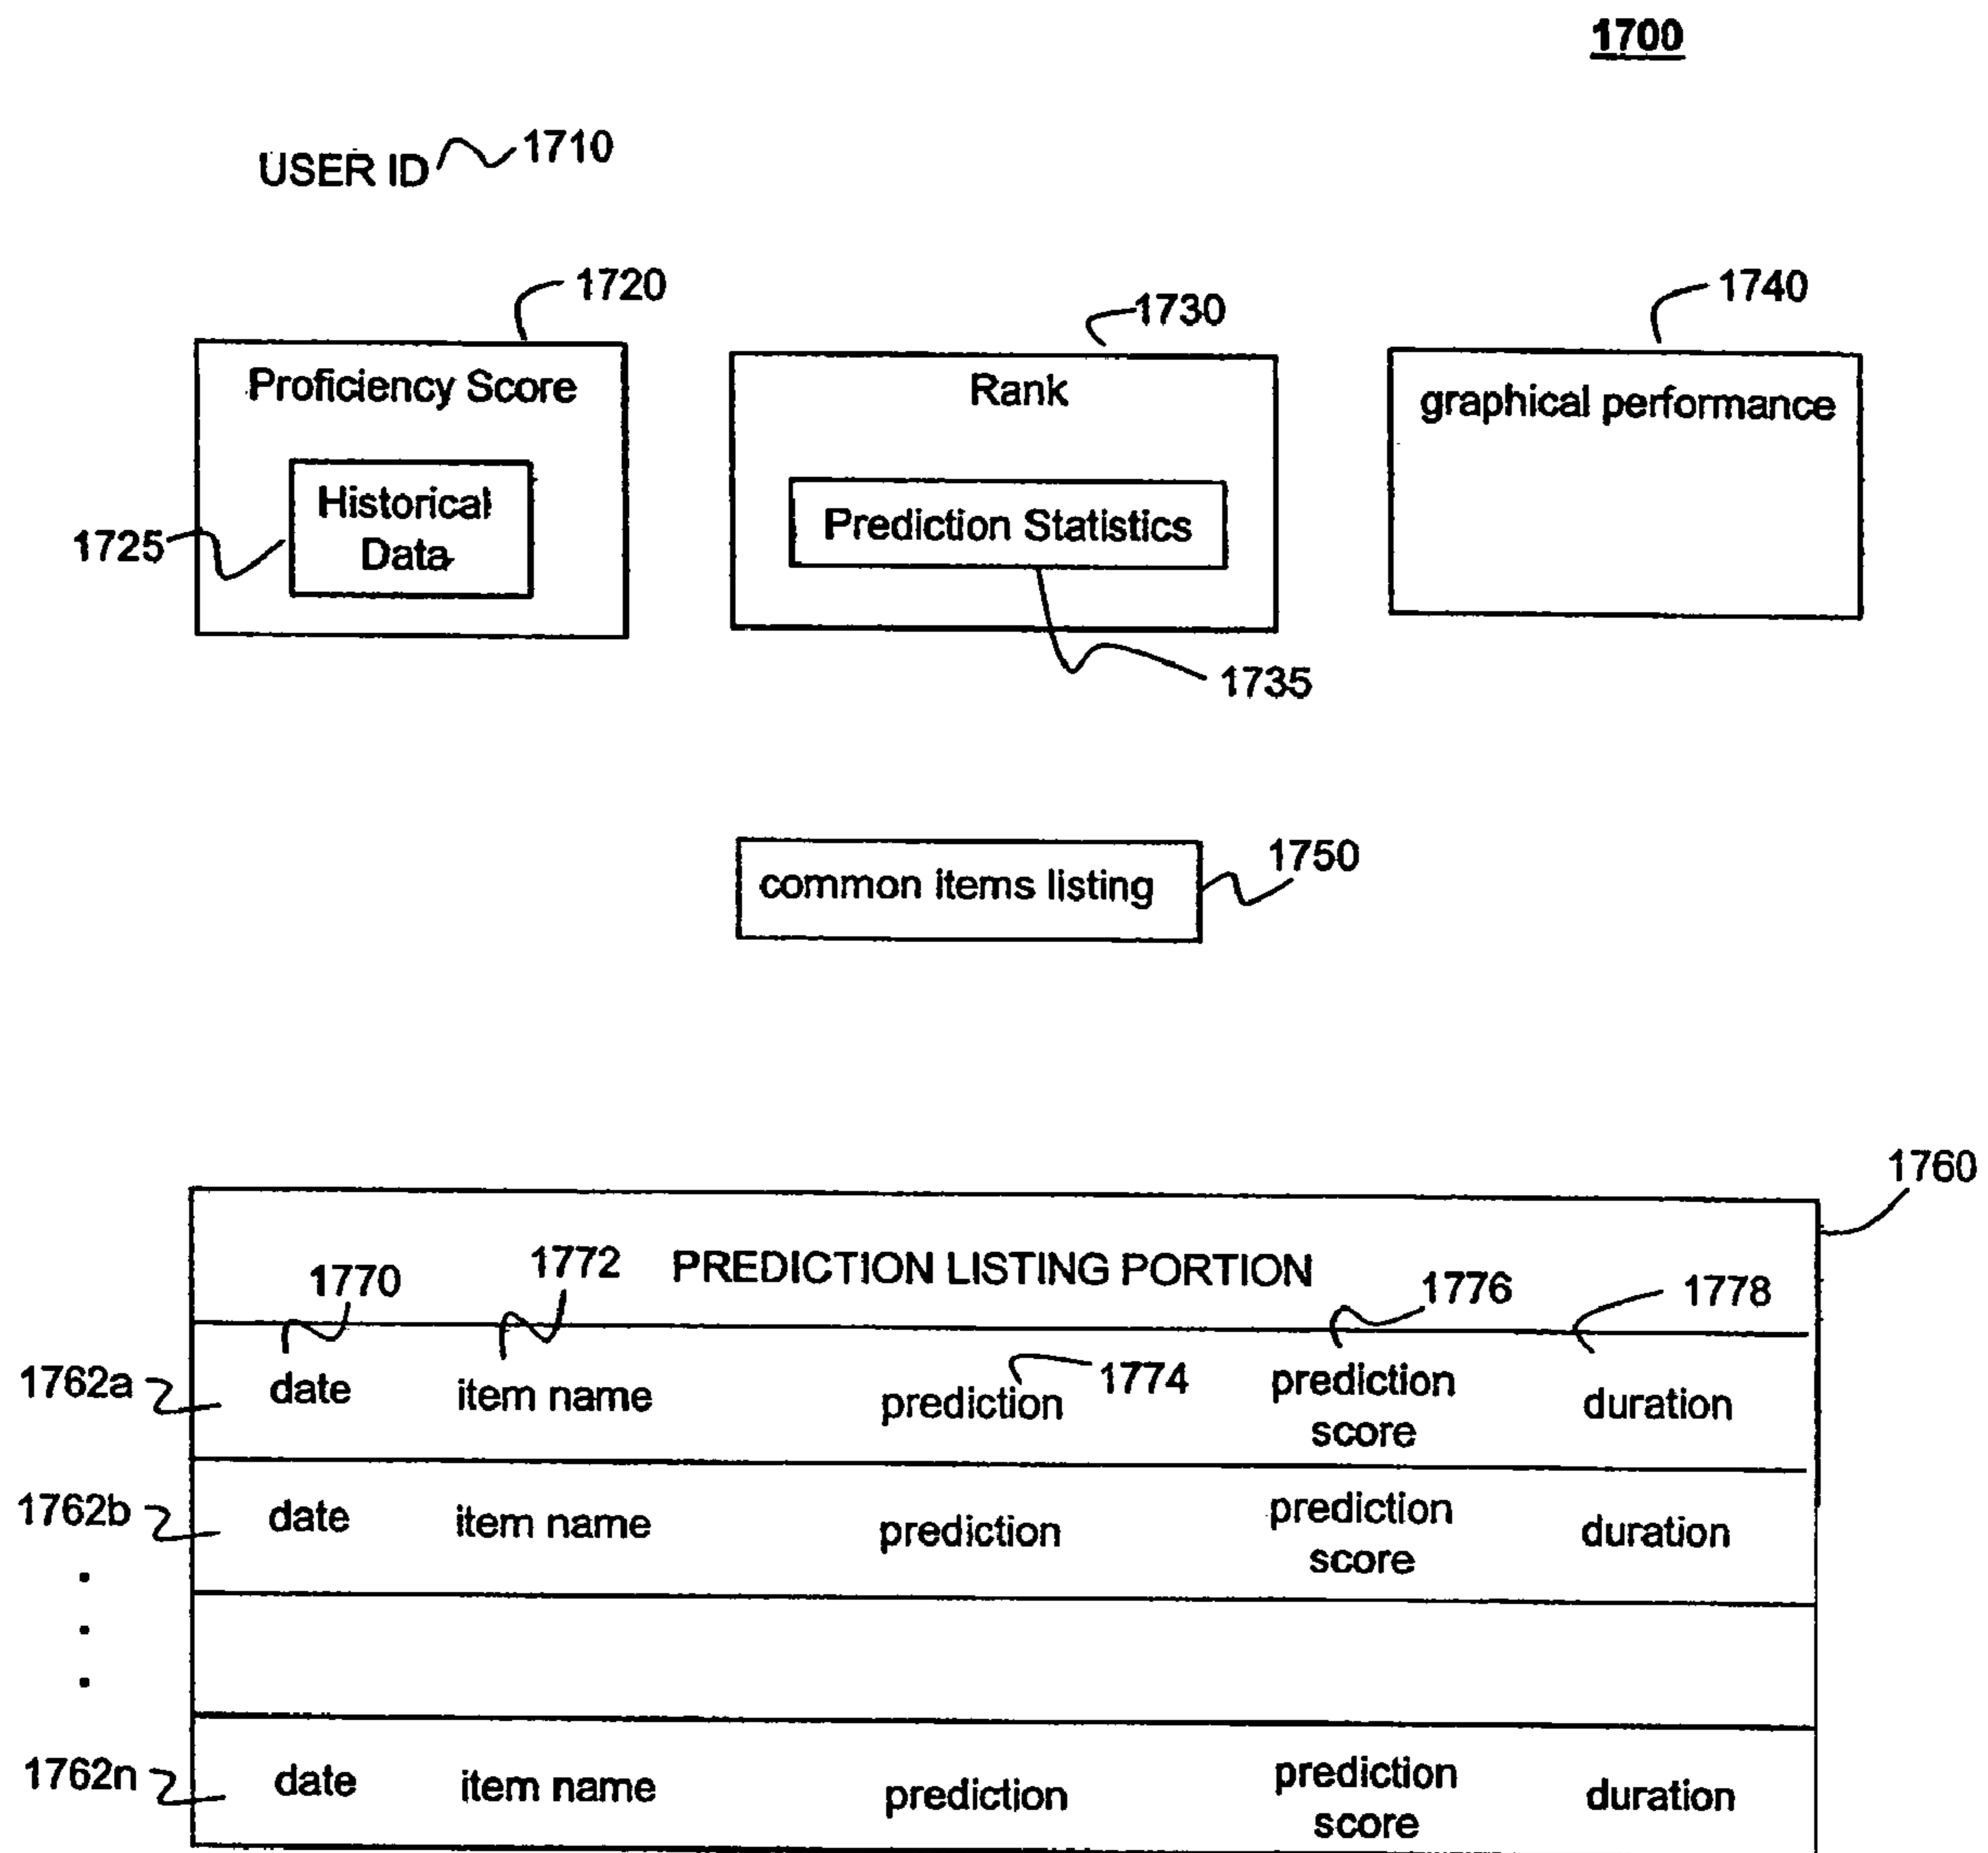 1700
USER ID 1710
1720
1730
1740
Proficiency Score
Rank
graphical performance
Historical
Data
1725
Prediction Statistics
1735
common items listing
1750
1760
PREDICTION LISTING PORTION
1770
1772
1776
1778
1762a
date
item name
prediction
1774
prediction
score
duration
1762b
date
item name
prediction
prediction
score
duration
1762n
date
item name
prediction
prediction
score
duration